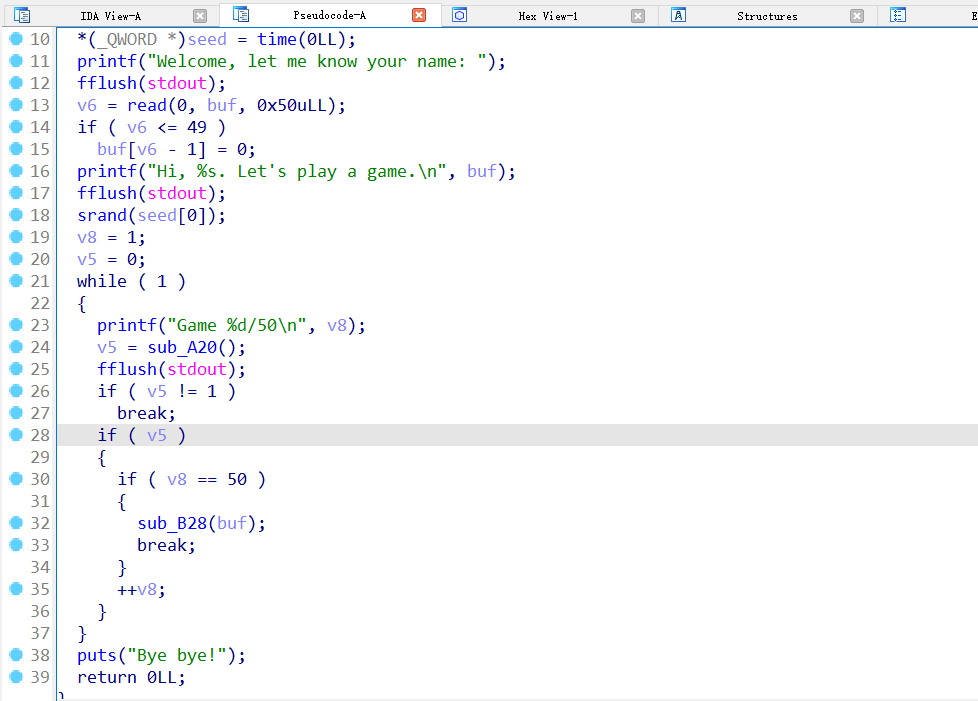 IDA View-A Pseudocode-A Hex View-1 A Structures E
10 *(_QWORD *)seed = time(0LL);
11 printf("Welcome, let me know your name: ");
12 fflush(stdout);
13 v6 = read(0, buf, 0x50uLL);
14 if ( v6 <= 49 )
15 buf[v6 - 1] = 0;
16 printf("Hi, %s. Let's play a game.\n", buf);
17 fflush(stdout);
18 srand(seed[0]);
19 v8 = 1;
20 v5 = 0;
21 while ( 1 )
22 {
23 printf("Game %d/50\n", v8);
24 v5 = sub_A20();
25 fflush(stdout);
26 if ( v5 != 1 )
27 break;
28 if ( v5 )
29 {
30 if ( v8 == 50 )
31 {
32 sub_B28(buf);
33 break;
34 }
35 ++v8;
36 }
37 }
38 puts("Bye bye!");
39 return 0LL;
}